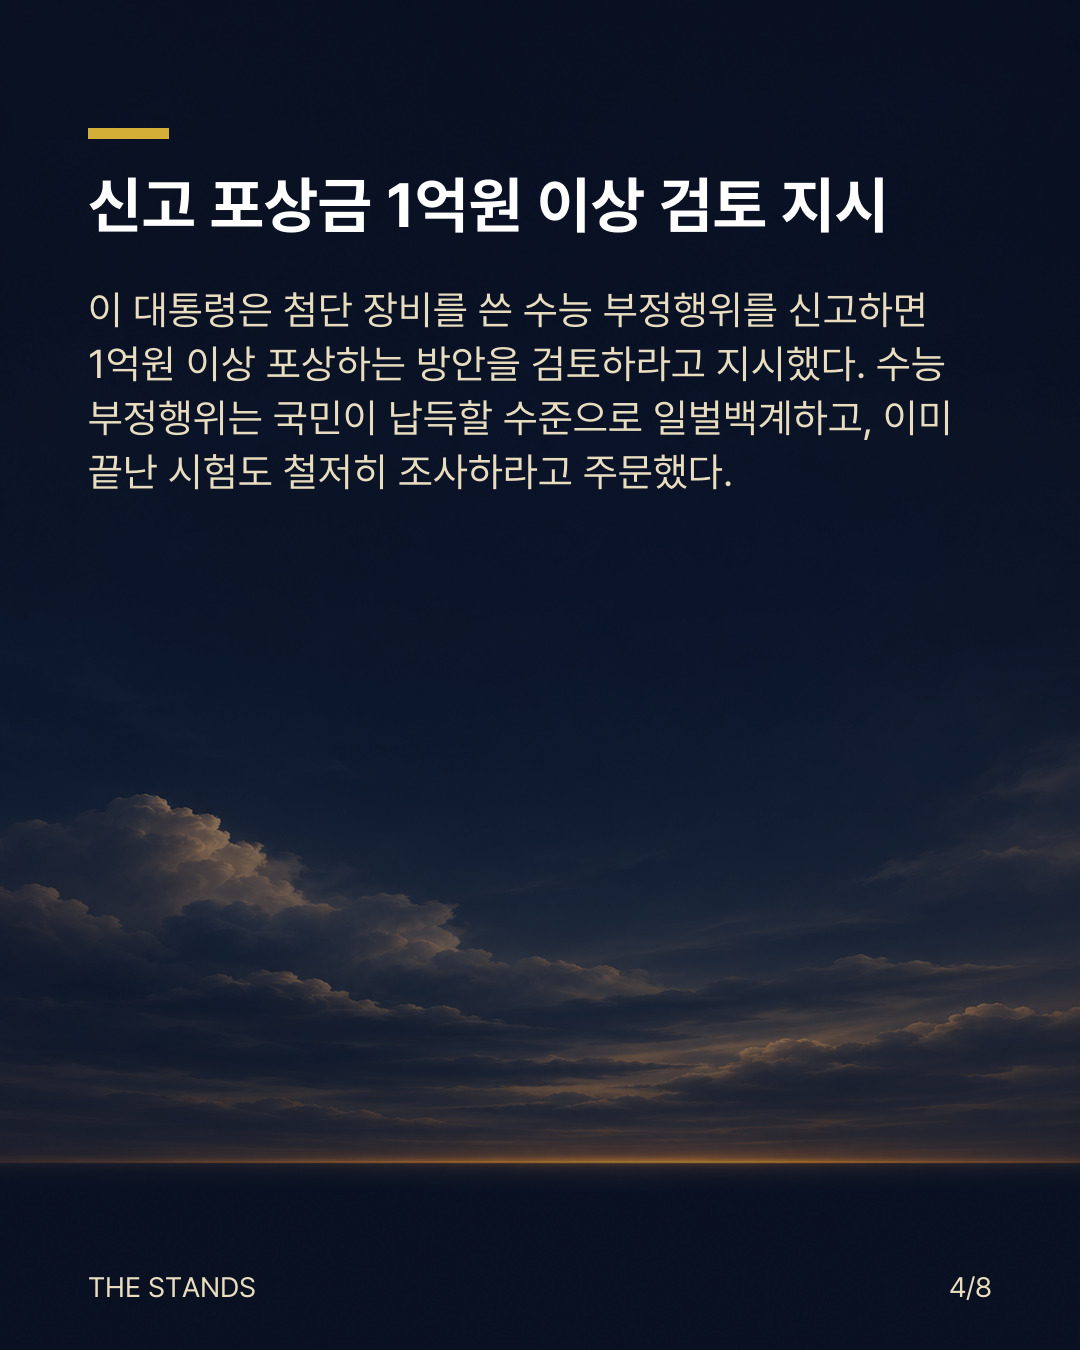 신고 포상금 1억원 이상 검토 지시
이 대통령은 첨단 장비를 쓴 수능 부정행위를 신고하면
1억원 이상 포상하는 방안을 검토하라고 지시했다. 수능
부정행위는 국민이 납득할 수준으로 일벌백계하고, 이미
끝난 시험도 철저히 조사하라고 주문했다.
THE STANDS
4/8